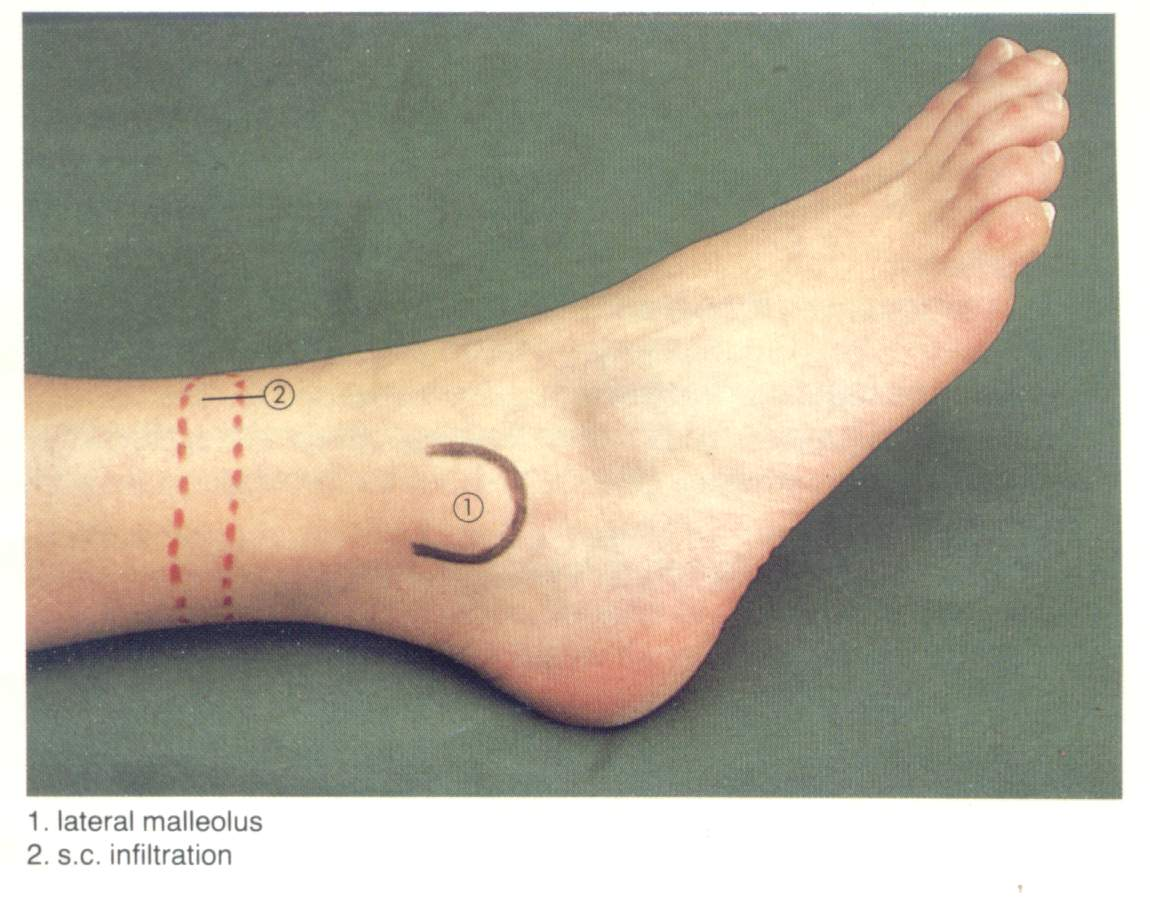 ②
①
1. lateral malleolus
2. s.c. infiltration